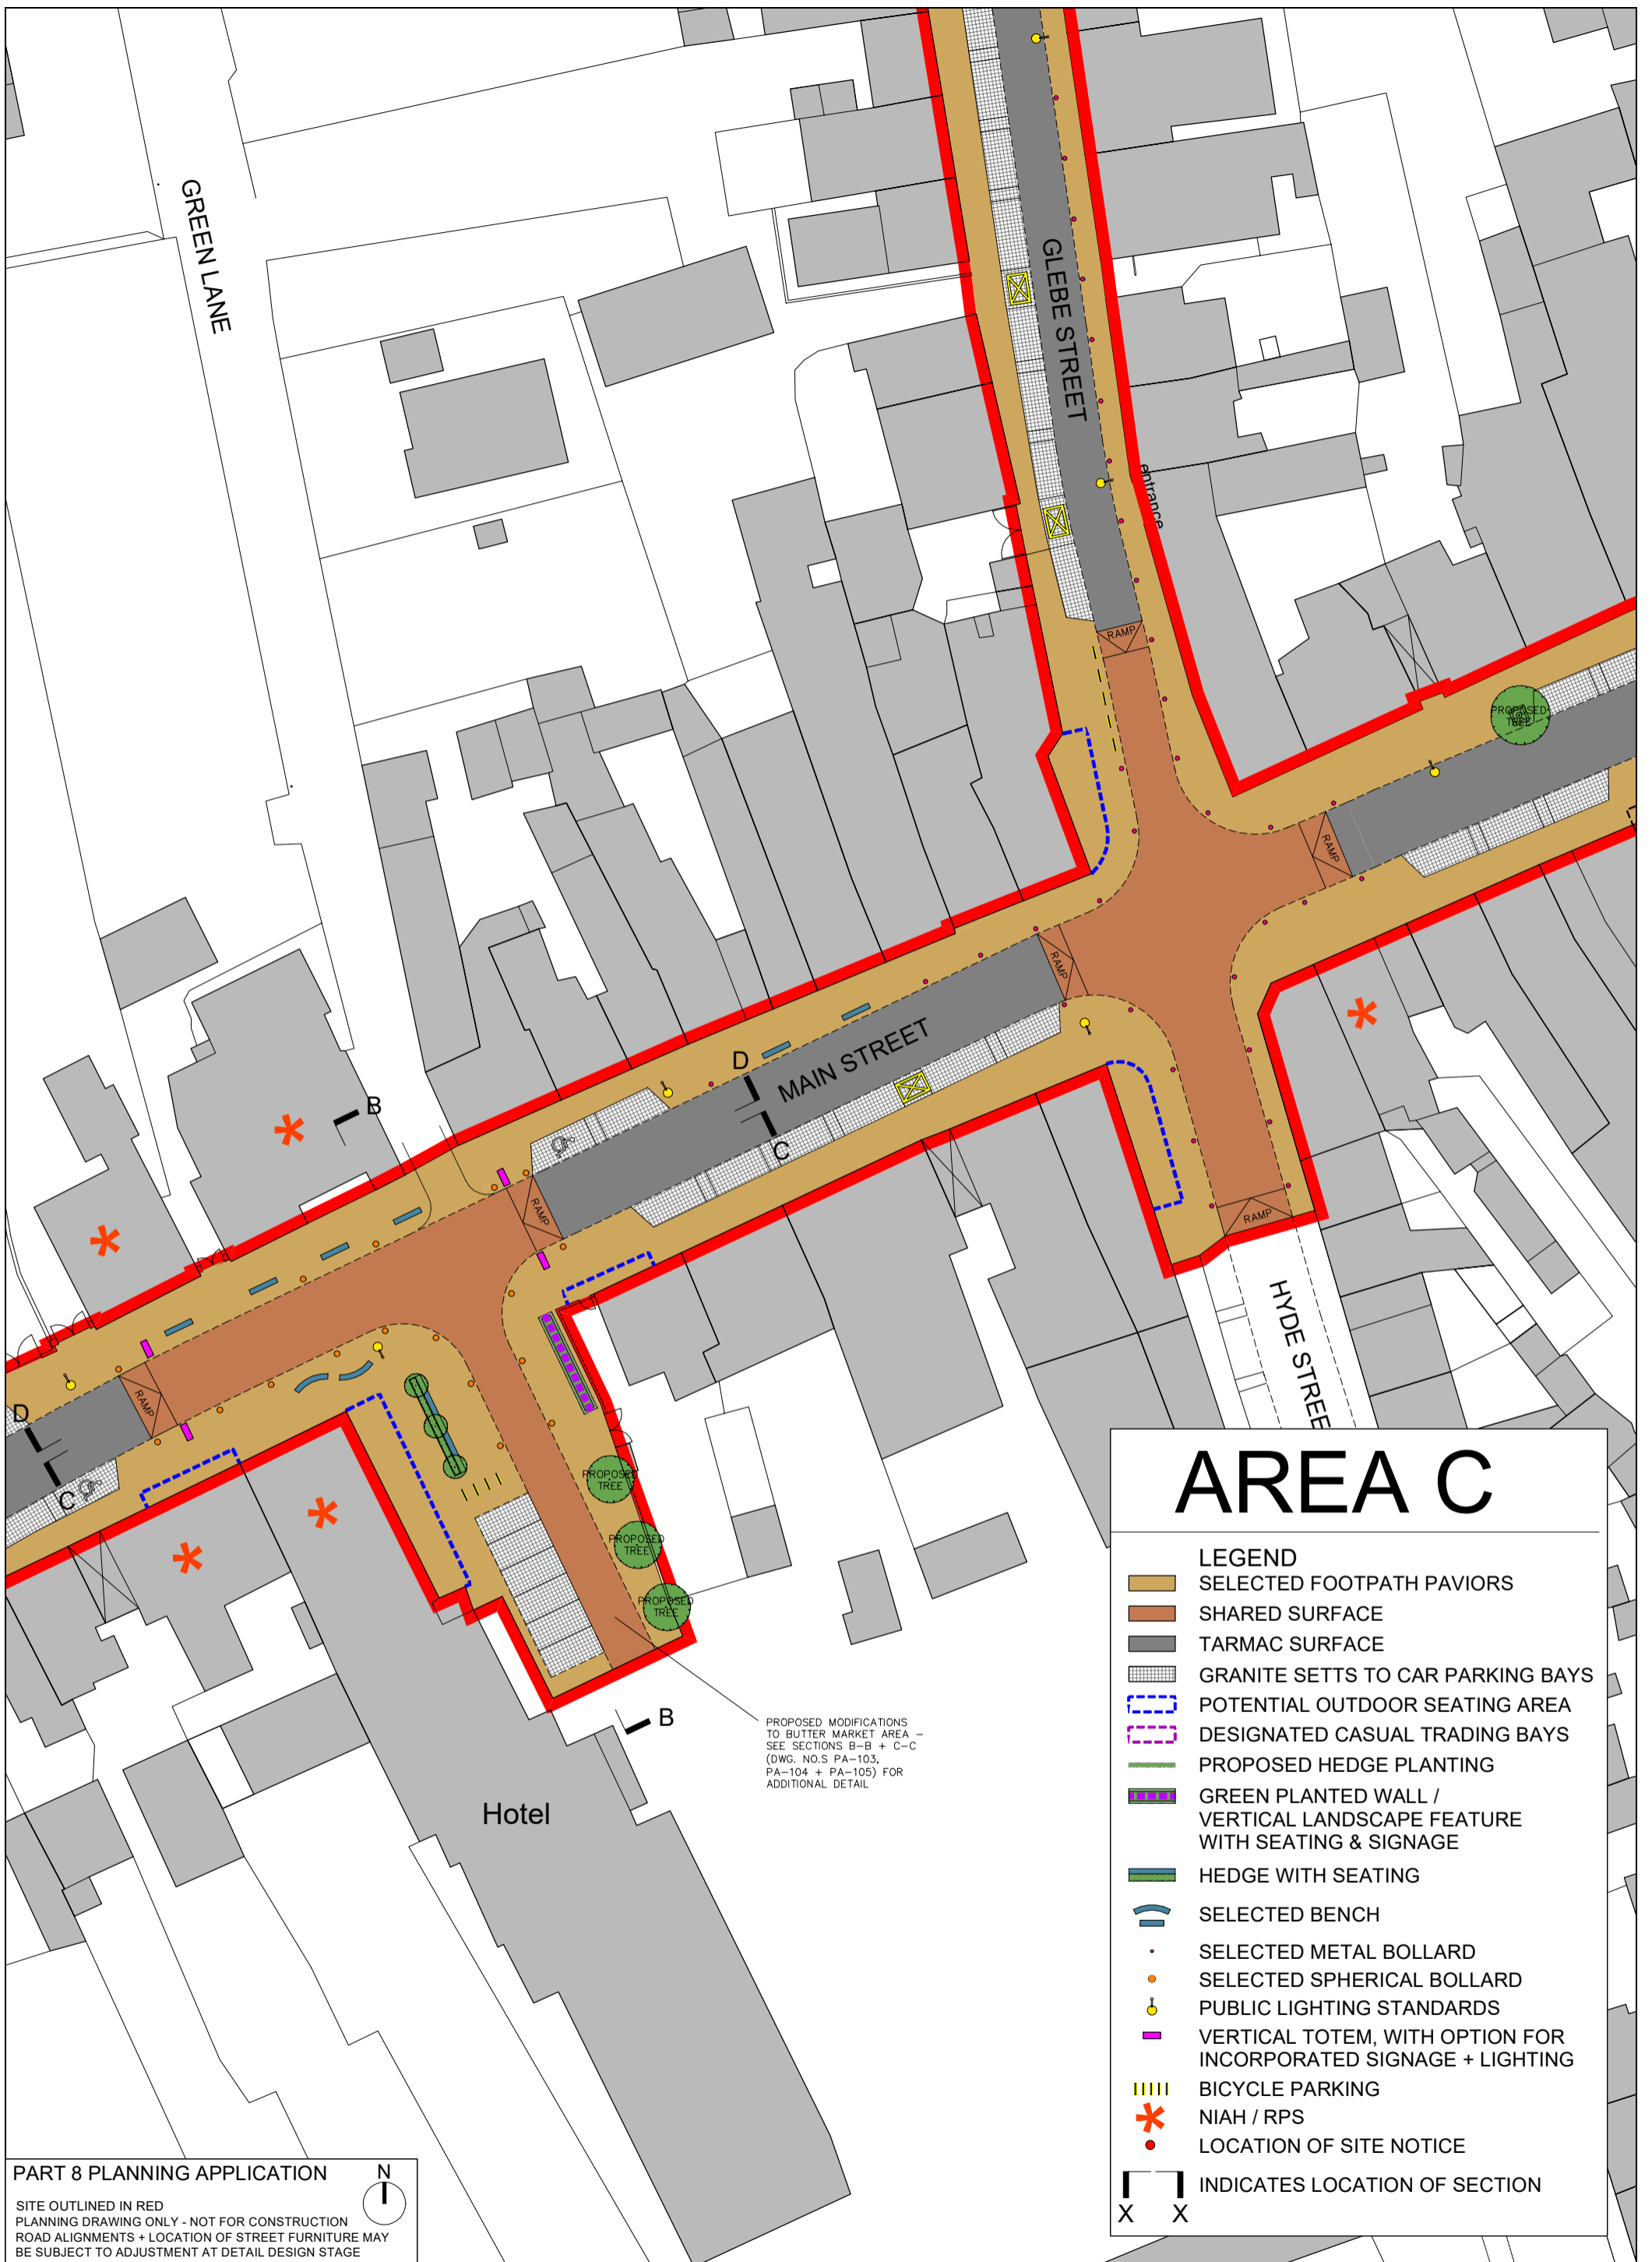 GREEN LANE
GLEBE STREET
entrance
RAMP
PROPOSED
TREE
RAMP
RAMP
D
MAIN STREET
C
B
RAMP
RAMP
HYDE STREE
RAMP
D
C
PROPOSED
TREE
PROPOSED
TREE
PROPOSED
TREE
B
PROPOSED MODIFICATIONS
TO BUTTER MARKET AREA –
SEE SECTIONS B–B + C–C
(DWG. NO.S PA–103,
PA–104 + PA–105) FOR
ADDITIONAL DETAIL
Hotel
AREA C
LEGEND
SELECTED FOOTPATH PAVIORS
SHARED SURFACE
TARMAC SURFACE
GRANITE SETTS TO CAR PARKING BAYS
POTENTIAL OUTDOOR SEATING AREA
DESIGNATED CASUAL TRADING BAYS
PROPOSED HEDGE PLANTING
GREEN PLANTED WALL /
VERTICAL LANDSCAPE FEATURE
WITH SEATING & SIGNAGE
HEDGE WITH SEATING
SELECTED BENCH
SELECTED METAL BOLLARD
SELECTED SPHERICAL BOLLARD
PUBLIC LIGHTING STANDARDS
VERTICAL TOTEM, WITH OPTION FOR
INCORPORATED SIGNAGE + LIGHTING
BICYCLE PARKING
NIAH / RPS
LOCATION OF SITE NOTICE
INDICATES LOCATION OF SECTION
X X
PART 8 PLANNING APPLICATION
N
SITE OUTLINED IN RED
PLANNING DRAWING ONLY - NOT FOR CONSTRUCTION
ROAD ALIGNMENTS + LOCATION OF STREET FURNITURE MAY
BE SUBJECT TO ADJUSTMENT AT DETAIL DESIGN STAGE